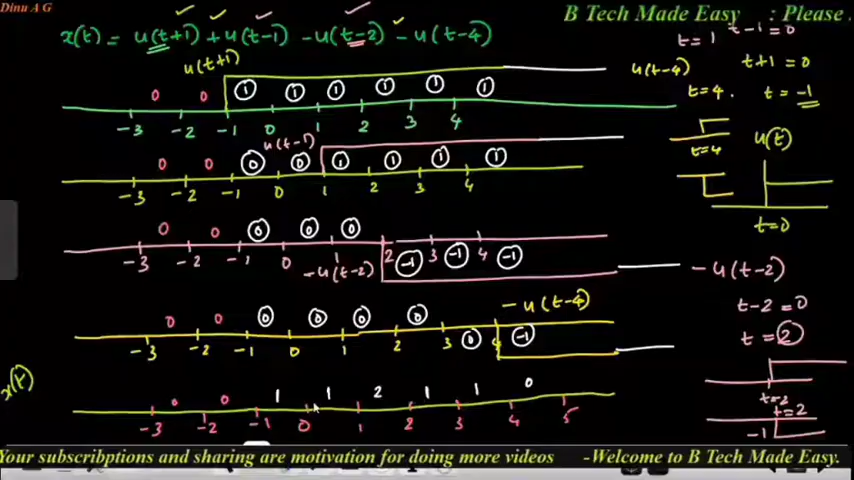 Dinu A G
B Tech Made Easy : Please
x(t) = u(t+1) + u(t-1) - u(t-2) - u(t-4)
t=1 t-1=0
u(t+1)
u(t-4)
t+1=0
0 0 1 1 1 1 1 1
t=4. t=-1
-3 -2 -1 0 1 2 3 4
u(t-1)
t=4
u(t)
0 0 0 0 1 1 1 1
-3 -2 -1 0 1 2 3 4
t=0
0 0 0 0 0
-3 -2 -1 0 1 2 3 4
-1 -1 -1
-u(t-2)
-u(t-2)
t-2=0
t=2
-u(t-4)
0 0 0 0 0 0 0 -1
-3 -2 -1 0 1 2 3 4
x(t)
0 0 1 1 2 1 1 0
-3 -2 -1 0 1 2 3 4 5
t=2
t=2
-1
Your subscribptions and sharing are motivation for doing more videos -Welcome to B Tech Made Easy.